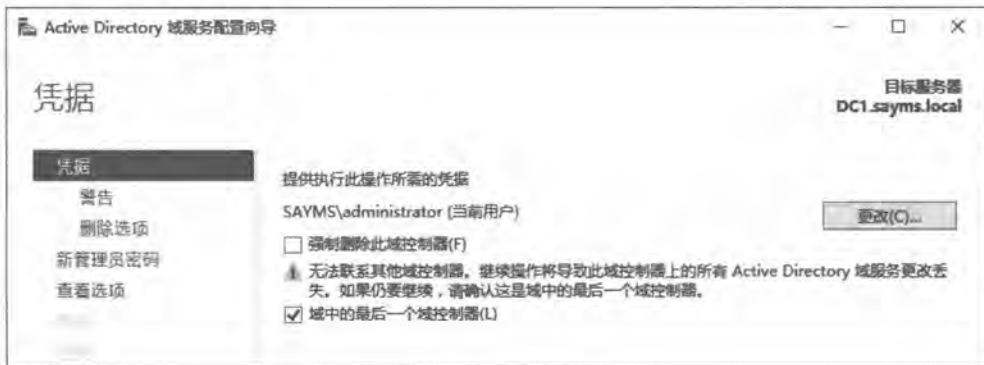 Active Directory 域服务配置向导
凭据
目标服务器
DC1.sayms.local
凭据
警告
删除选项
新管理员密码
查看选项
提供执行此操作所需的凭据
SAYMS\administrator (当前用户)
更改(C)...
强制删除此域控制器(F)
无法联系其他域控制器。继续操作将导致此域控制器上的所有 Active Directory 域服务更改丢
失。如果仍要继续，请确认这是域中的最后一个域控制器。
域中的最后一个域控制器(L)